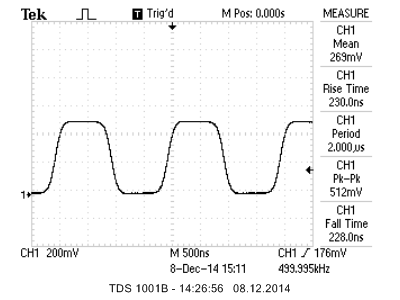 Tek T Trig'd M Pos: 0.000s MEASURE
CH1
Mean
269mV
CH1
Rise Time
230.0ns
CH1
Period
2.000µs
CH1
Pk-Pk
512mV
CH1
Fall Time
228.0ns
1
CH1 200mV M 500ns CH1 176mV
8-Dec-14 15:11 499.995kHz
TDS 1001B - 14:26:56 08.12.2014